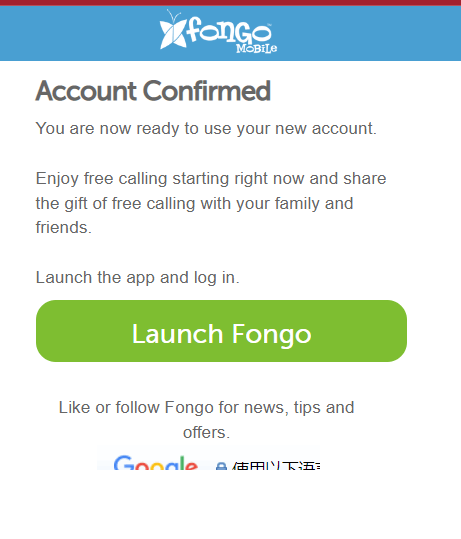 fongo
MOBILE
Account Confirmed
You are now ready to use your new account.
Enjoy free calling starting right now and share
the gift of free calling with your family and
friends.
Launch the app and log in.
Launch Fongo
Like or follow Fongo for news, tips and
offers.
Google 使用以下语言